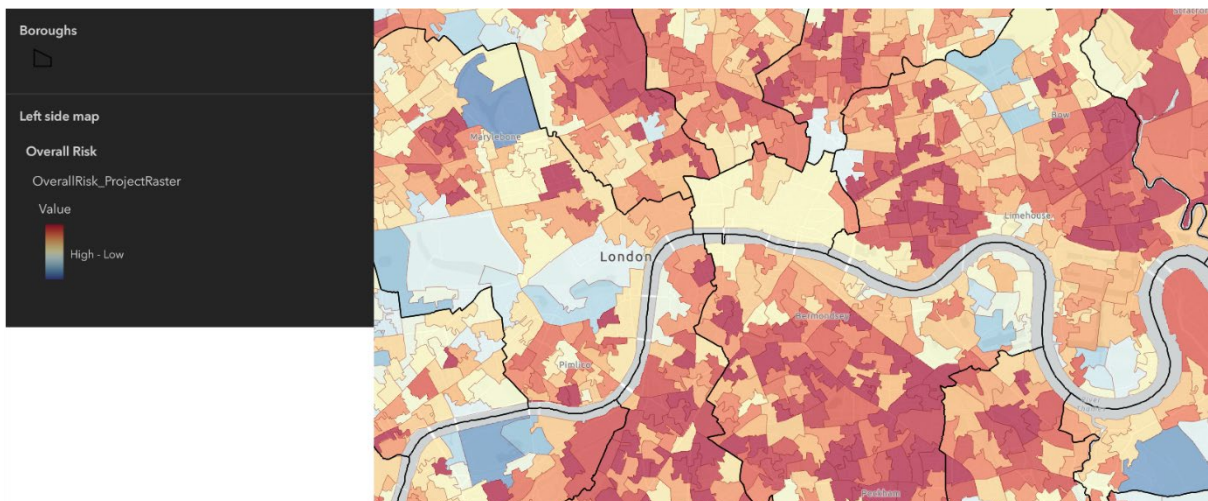 Boroughs
Left side map
Overall Risk
OverallRisk_ProjectRaster
Value
High - Low
Marylebone
Bow
Limehouse
London
Bermondsey
Pimlico
Peckham